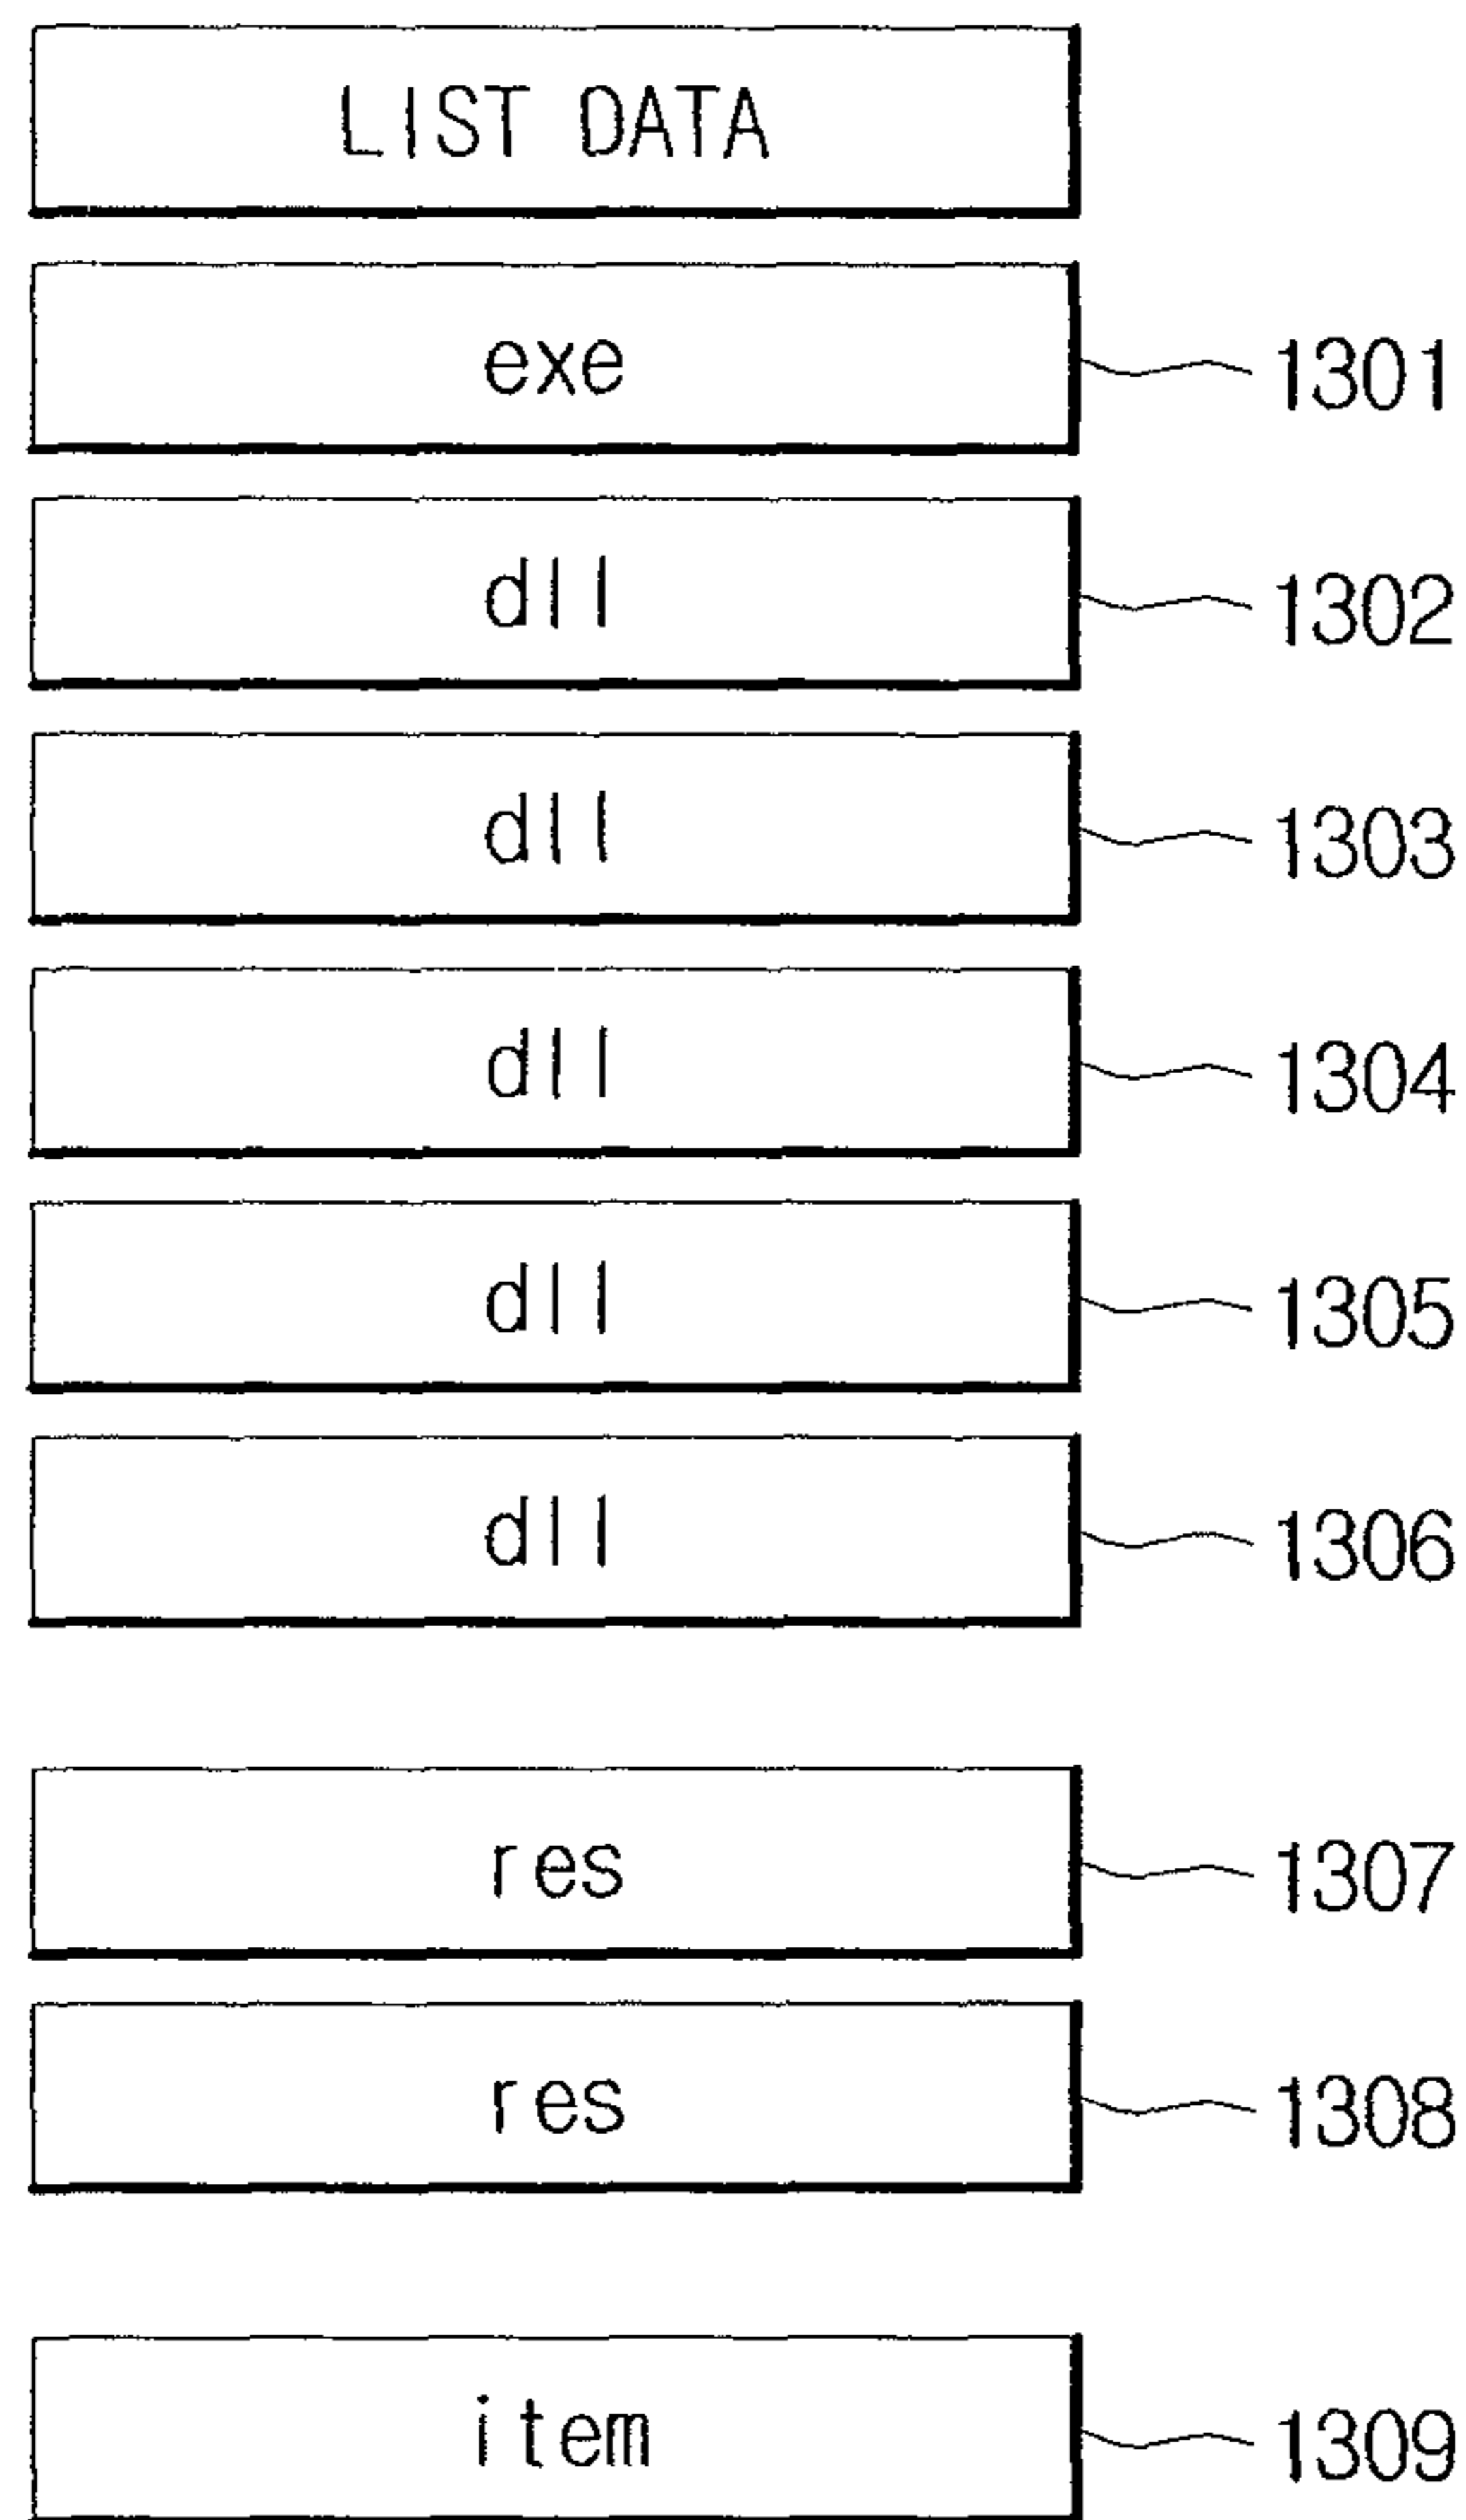 LIST DATA
exe 1301
dll 1302
dll 1303
dll 1304
dll 1305
dll 1306
res 1307
res 1308
item 1309